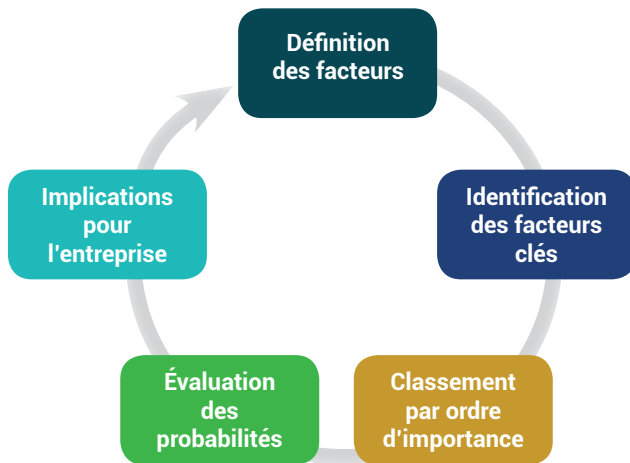 Définition
des facteurs
Identification
des facteurs
clés
Classement
par ordre
d'importance
Évaluation
des
probabilités
Implications
pour
l'entreprise